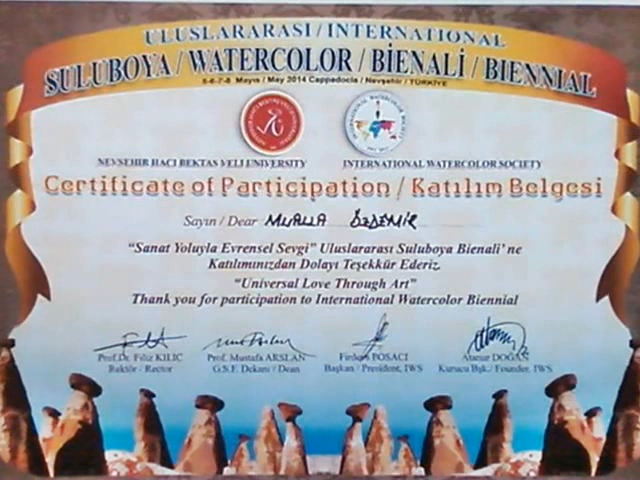 ULUSLARARASI / INTERNATIONAL
SULUBOYA / WATERCOLOR / BİENALİ / BIENNIAL
5-6-7-8 Mayıs / May 2014 Cappadocia / Nevşehir / TÜRKİYE
NEVŞEHİR HACI BEKTAŞ VELİ UNIVERSITY
INTERNATIONAL WATERCOLOR SOCIETY
Certificate of Participation / Katılım Belgesi
Sayın / Dear MUALLA ÖZDEMİR
"Sanat Yoluyla Evrensel Sevgi" Uluslararası Suluboya Bienali' ne
Katılımınızdan Dolayı Teşekkür Ederiz.
"Universal Love Through Art"
Thank you for participation to International Watercolor Biennial
Prof.Dr. Filiz KILIÇ
Rektör / Rector
Prof. Mustafa ARSLAN
G.S.F. Dekanı / Dean
POSACI
Başkan / President, IWS
Atanur DOĞAN
Kurucu Bşk./ Founder, IWS